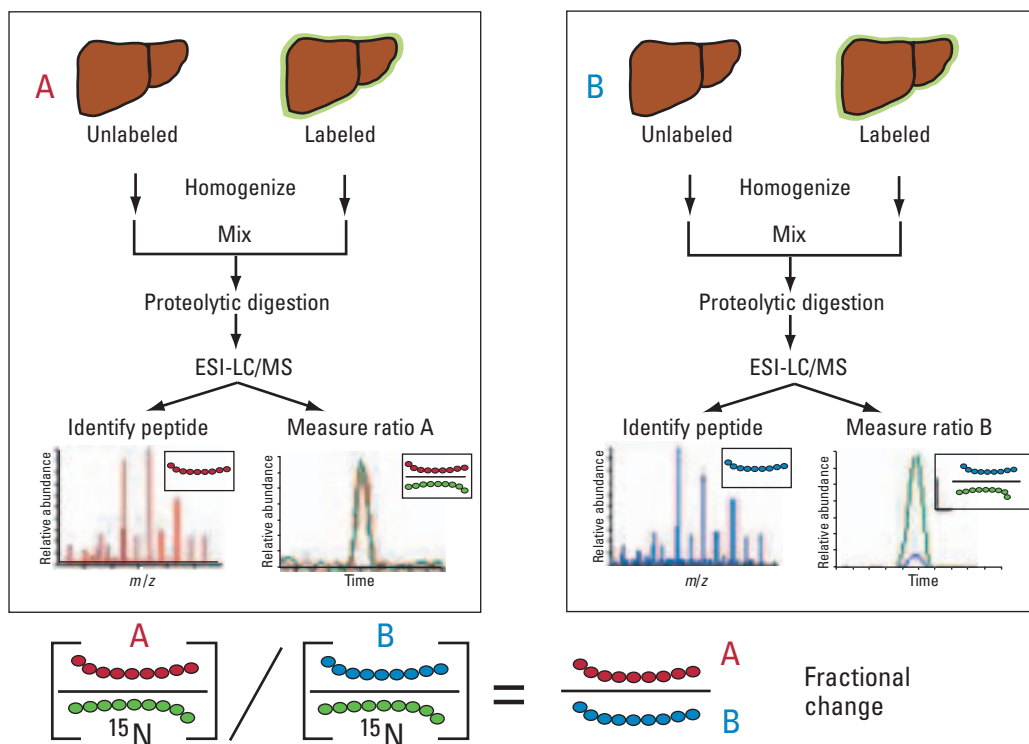 A
Unlabeled
Labeled
Homogenize
Mix
Proteolytic digestion
ESI-LC/MS
Identify peptide
Measure ratio A
Relative abundance
m/z
Relative abundance
Time
B
Unlabeled
Labeled
Homogenize
Mix
Proteolytic digestion
ESI-LC/MS
Identify peptide
Measure ratio B
Relative abundance
m/z
Relative abundance
Time
A
15N
/
B
15N
=
A
B
Fractional
change